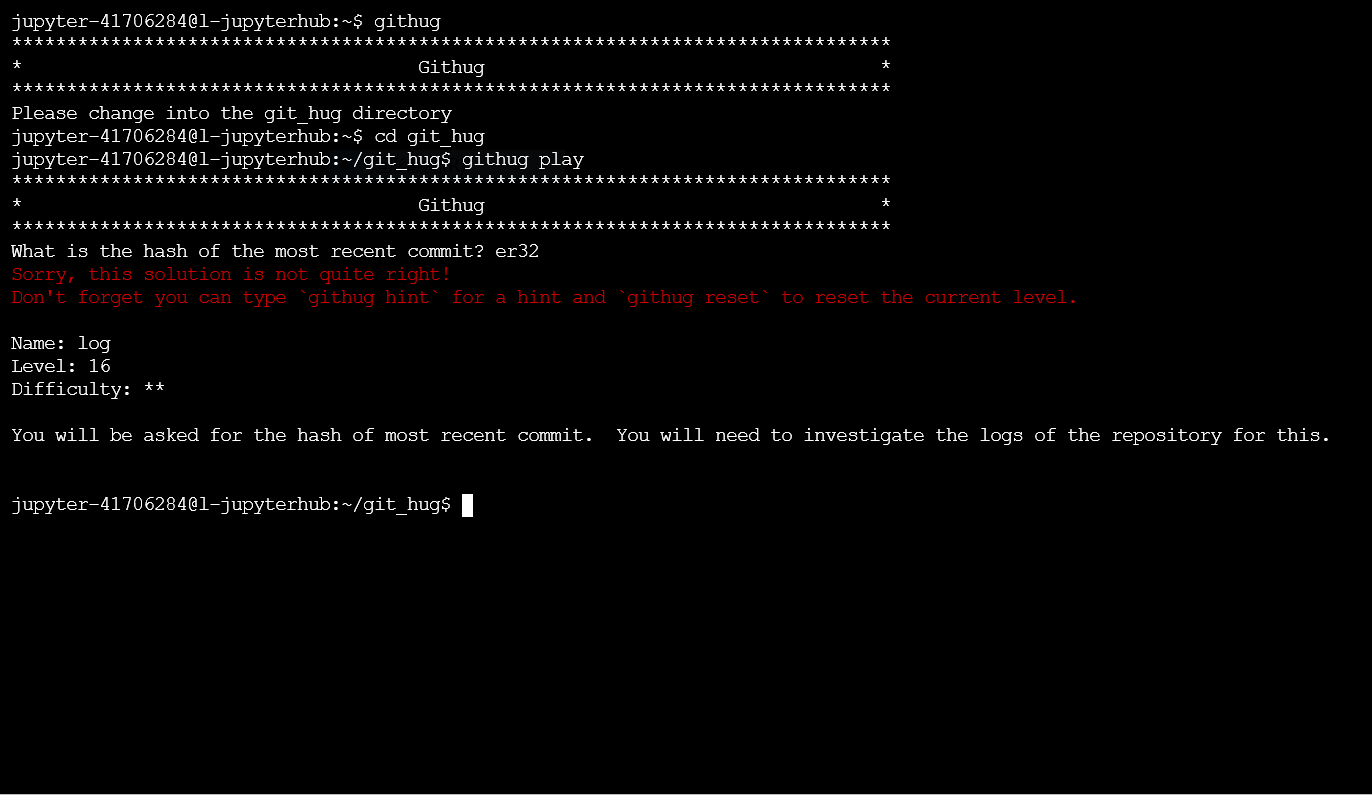 jupyter-41706284@l-jupyterhub:~$ githug
********************************************************************************
*                                    Githug                                    *
********************************************************************************
Please change into the git_hug directory
jupyter-41706284@l-jupyterhub:~$ cd git_hug
jupyter-41706284@l-jupyterhub:~/git_hug$ githug play
********************************************************************************
*                                    Githug                                    *
********************************************************************************
What is the hash of the most recent commit? er32
Sorry, this solution is not quite right!
Don't forget you can type `githug hint` for a hint and `githug reset` to reset the current level.
Name: log
Level: 16
Difficulty: **
You will be asked for the hash of most recent commit.  You will need to investigate the logs of the repository for this.
jupyter-41706284@l-jupyterhub:~/git_hug$